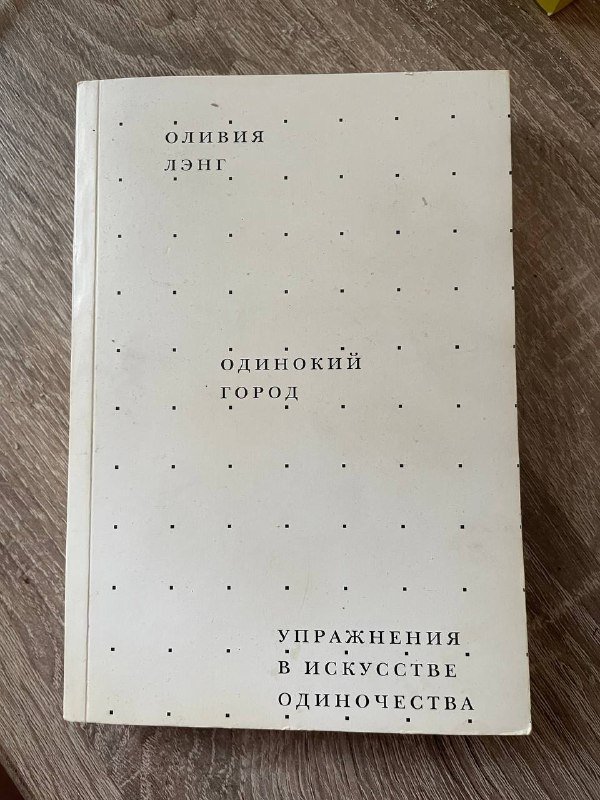 ОЛИВИЯ
ЛЭНГ
ОДИНОКИЙ
ГОРОД
УПРАЖНЕНИЯ
В ИСКУССТВЕ
ОДИНОЧЕСТВА